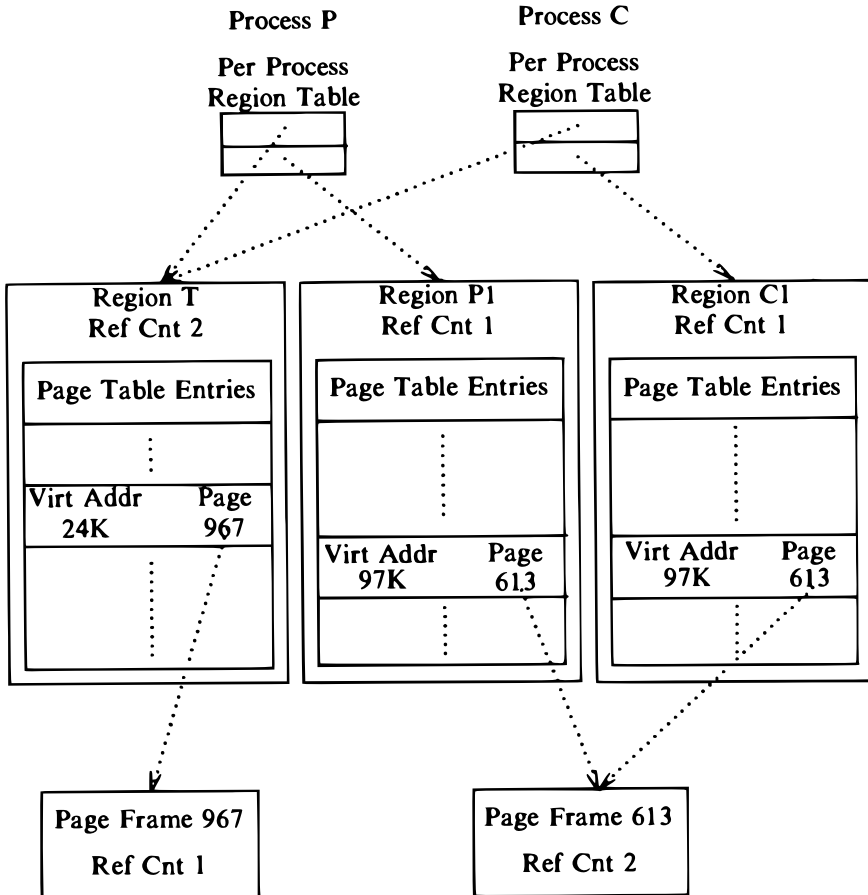 Process P
Per Process
Region Table
Process C
Per Process
Region Table
Region T
Ref Cnt 2
Page Table Entries
Virt Addr Page
24K 967
Region P1
Ref Cnt 1
Page Table Entries
Virt Addr Page
97K 613
Region C1
Ref Cnt 1
Page Table Entries
Virt Addr Page
97K 613
Page Frame 967
Ref Cnt 1
Page Frame 613
Ref Cnt 2